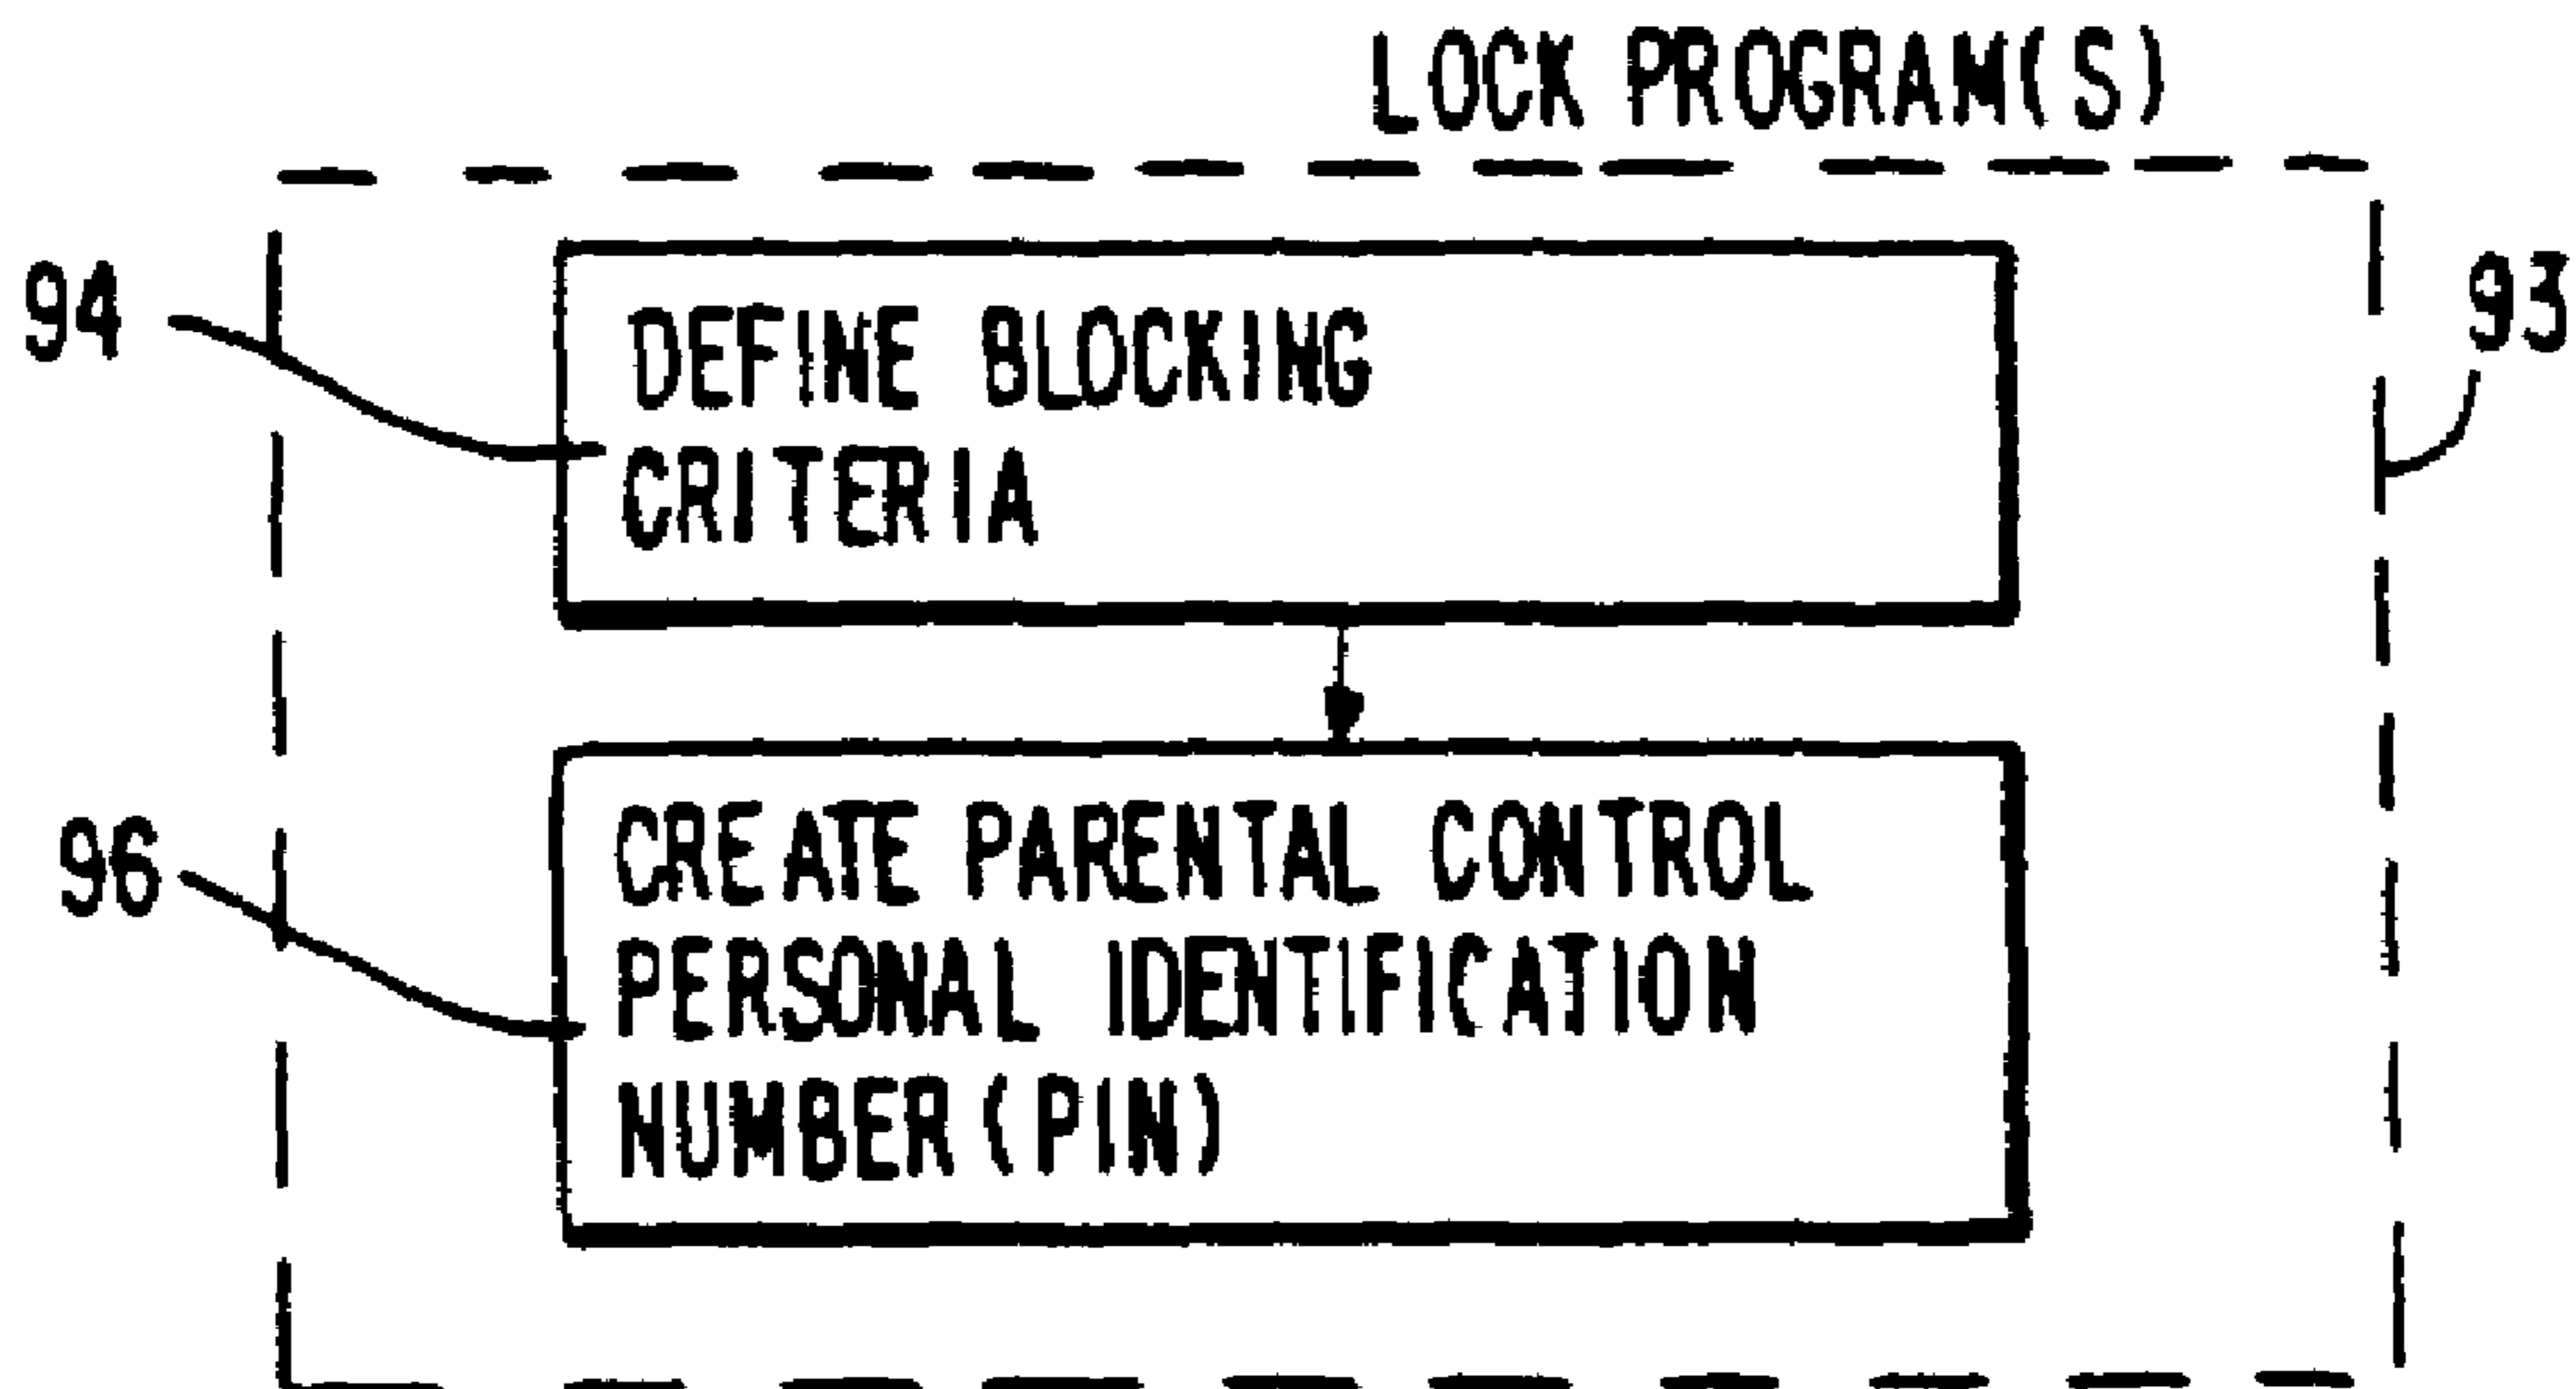 LOCK PROGRAM(S)
94
93
DEFINE BLOCKING
CRITERIA
96
CREATE PARENTAL CONTROL
PERSONAL IDENTIFICATION
NUMBER (PIN)